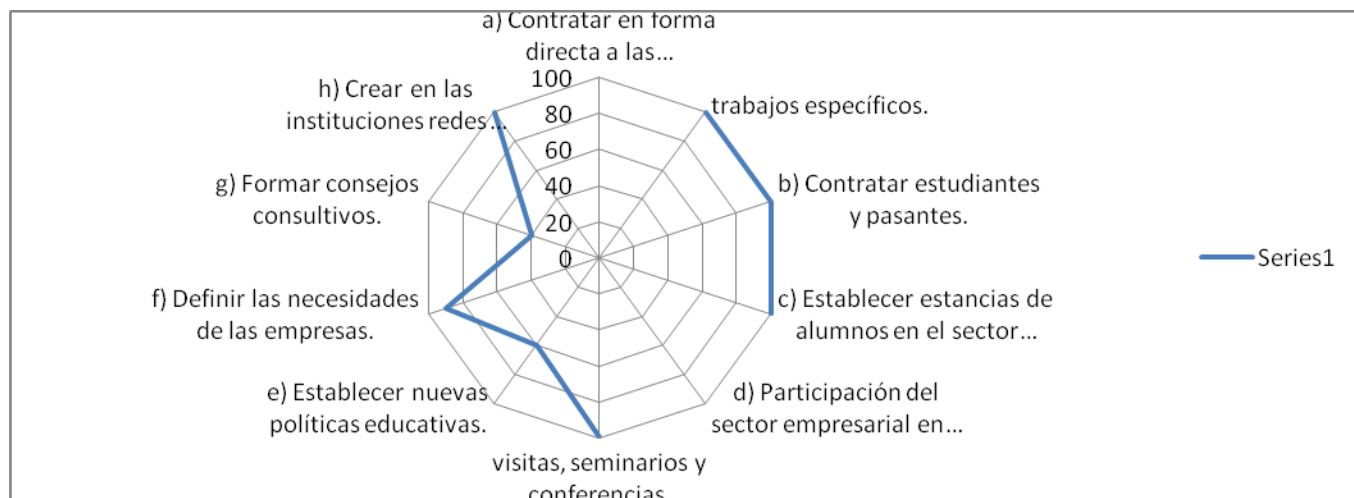 a) Contratar en forma
directa a las...
trabajos específicos.
b) Contratar estudiantes
y pasantes.
c) Establecer estancias de
alumnos en el sector...
d) Participación del
sector empresarial en...
visitas, seminarios y
conferencias
e) Establecer nuevas
políticas educativas.
f) Definir las necesidades
de las empresas.
g) Formar consejos
consultivos.
h) Crear en las
instituciones redes...
100
80
60
40
20
0
Series1